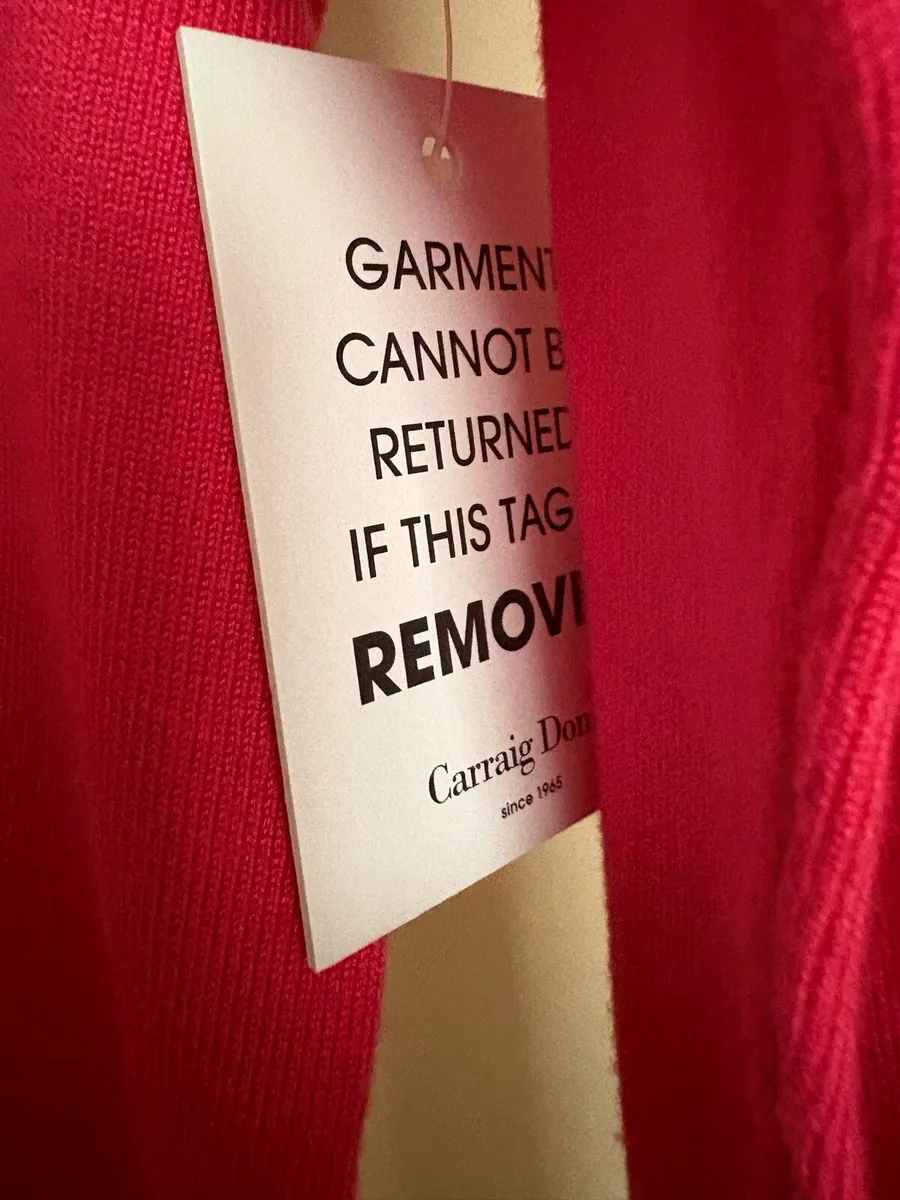 GARMENT
CANNOT B
RETURNED
IF THIS TAG
REMOV
Carraig Don
since 1965